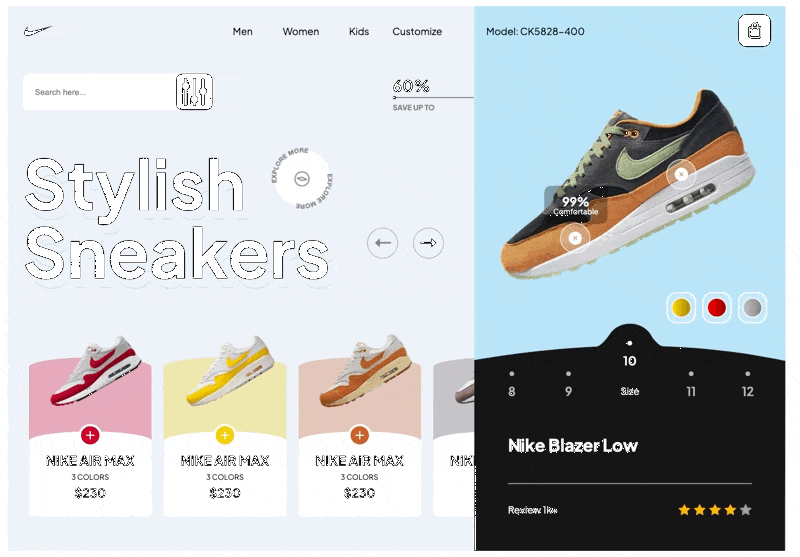 Men Women Kids Customize
Model: CK5828-400
Search here...
60%
SAVE UP TO
EXPLORE MORE EXPLORE MORE
Stylish
Sneakers
99%
Comfortable
10
8 9 Size 11 12
NIKE AIR MAX
3 COLORS
$230
NIKE AIR MAX
3 COLORS
$230
NIKE AIR MAX
3 COLORS
$230
NIK
Nike Blazer Low
Review 1k+